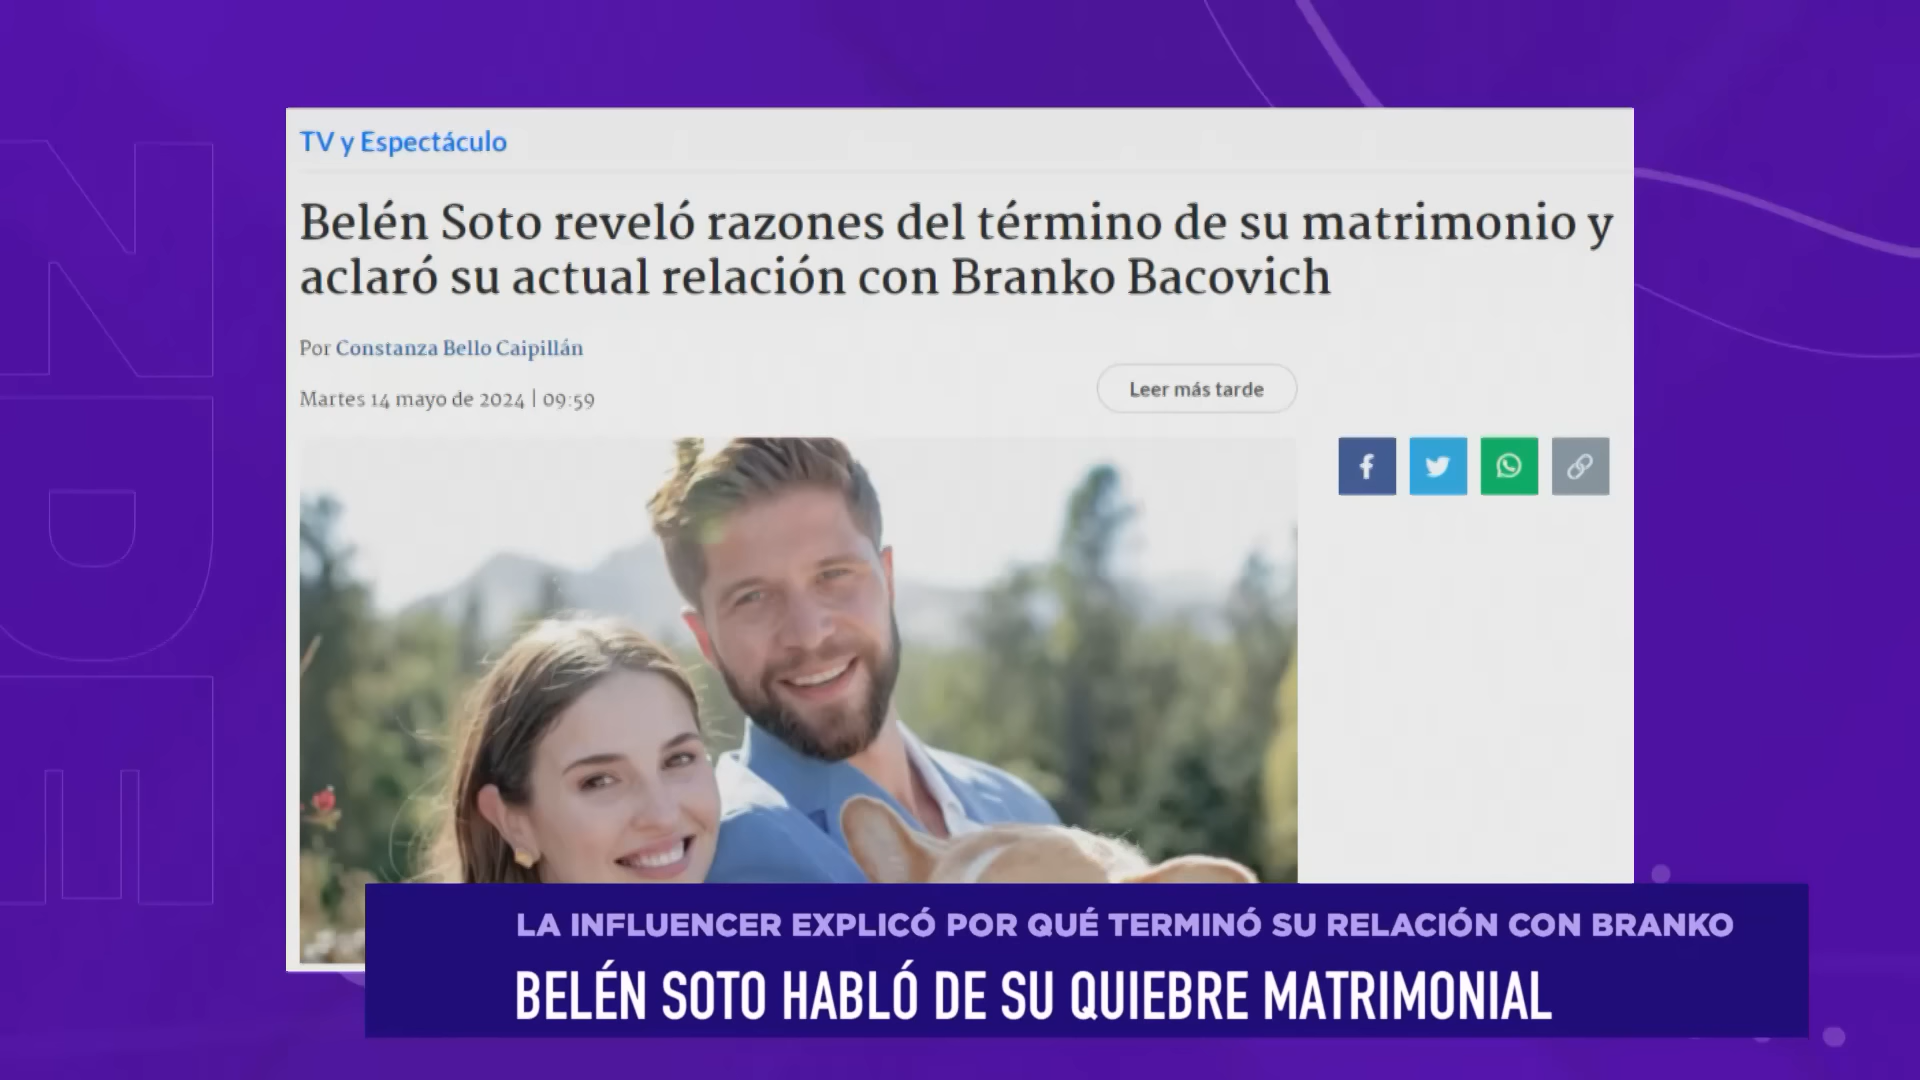 TV y Espectáculo
Belén Soto reveló razones del término de su matrimonio y
aclaró su actual relación con Branko Bacovich
Por Constanza Bello Caipillán
Martes 14 mayo de 2024 | 09:59
Leer más tarde
LA INFLUENCER EXPLICÓ POR QUÉ TERMINÓ SU RELACIÓN CON BRANKO
BELÉN SOTO HABLÓ DE SU QUIEBRE MATRIMONIAL